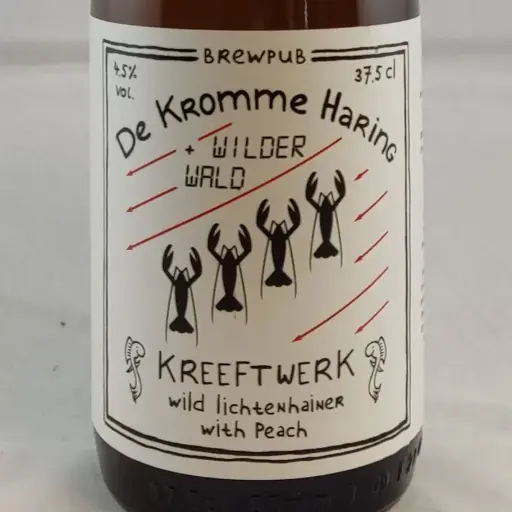 BREWPUB
4.5% VOL.
37.5 cl
De Kromme Haring
+ WILDER
WALD
KREEFTWERK
wild lichtenhainer
with Peach